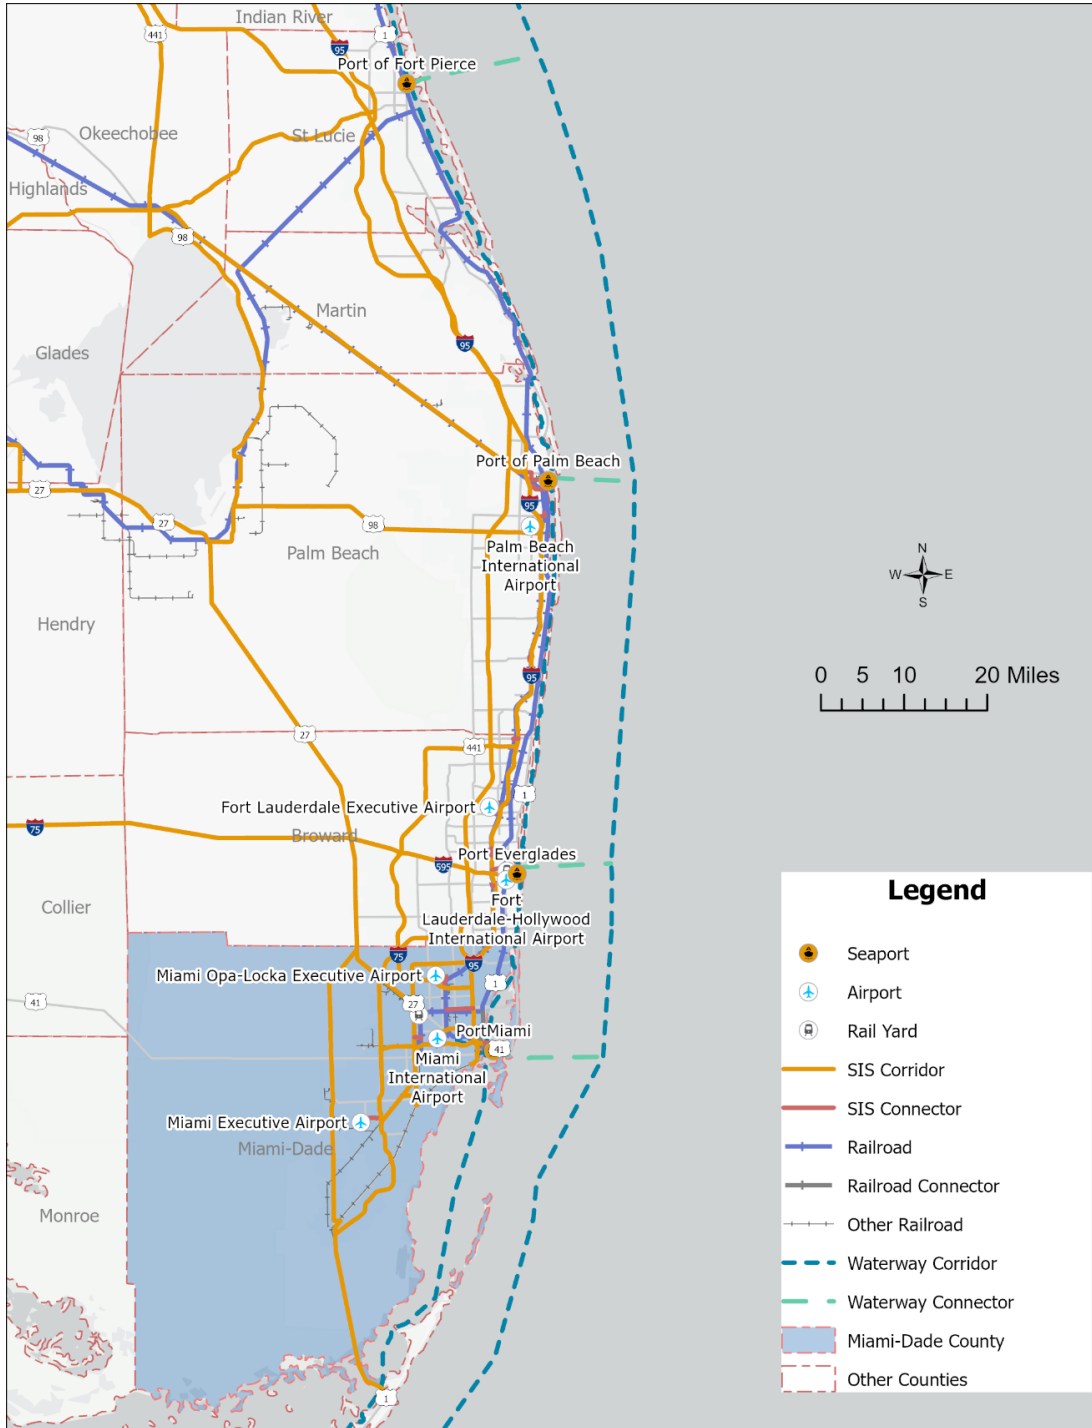 Indian River
441
1
95
Port of Fort Pierce
98
Okeechobee
St Lucie
Highlands
98
Martin
95
Glades
Port of Palm Beach
27
95
27
98
Palm Beach
International
Airport
Palm Beach
N
W E
S
Hendry
0 5 10 20 Miles
95
27
441
1
Fort Lauderdale Executive Airport
75
Broward
Port Everglades
595
Legend
Fort
Lauderdale-Hollywood
International Airport
Collier
75
95
Seaport
Miami Opa-Locka Executive Airport
1
Airport
41
27
PortMiami
Rail Yard
41
Miami
International
Airport
SIS Corridor
Miami Executive Airport
SIS Connector
Miami-Dade
Railroad
Railroad Connector
Monroe
Other Railroad
Waterway Corridor
Waterway Connector
Miami-Dade County
Other Counties
1